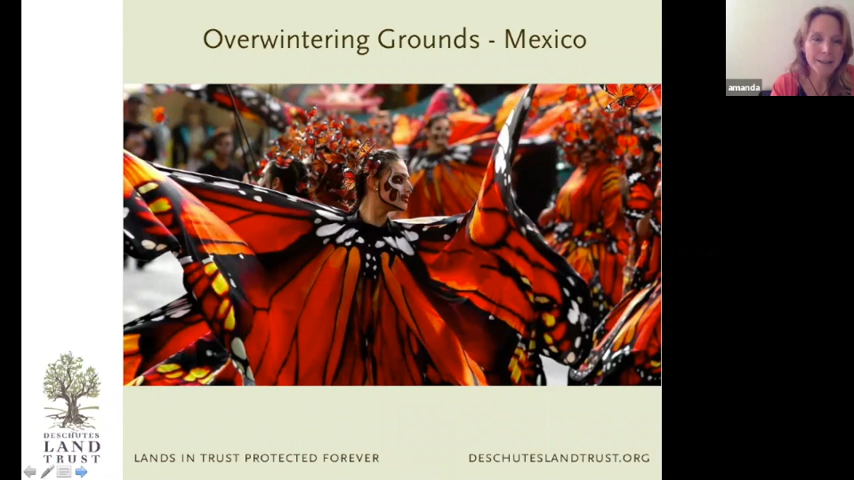 Overwintering Grounds - Mexico
amanda
DESCHUTES
LAND
TRUST
LANDS IN TRUST PROTECTED FOREVER
DESCHUTESLANDTRUST.ORG